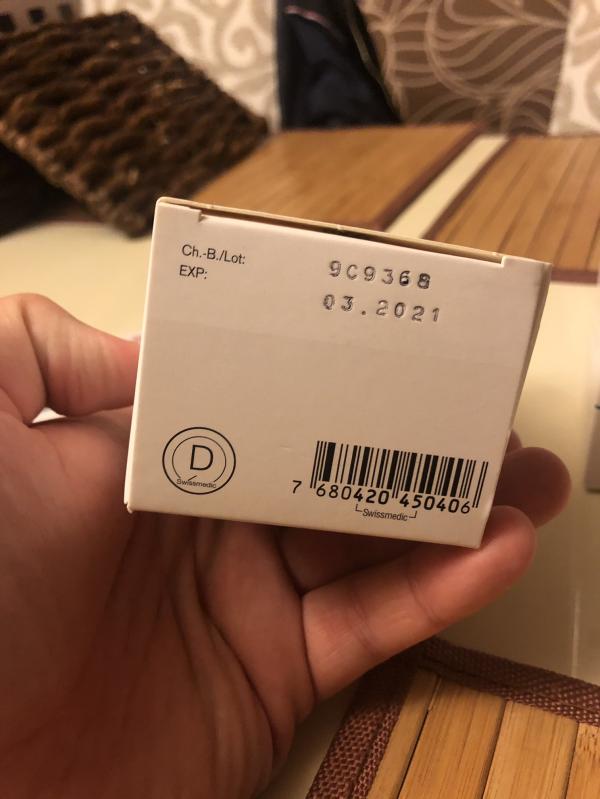 Ch.-B./Lot: 9C9368
EXP: 03.2021
D
Swissmedic
7 680420 450406
Swissmedic